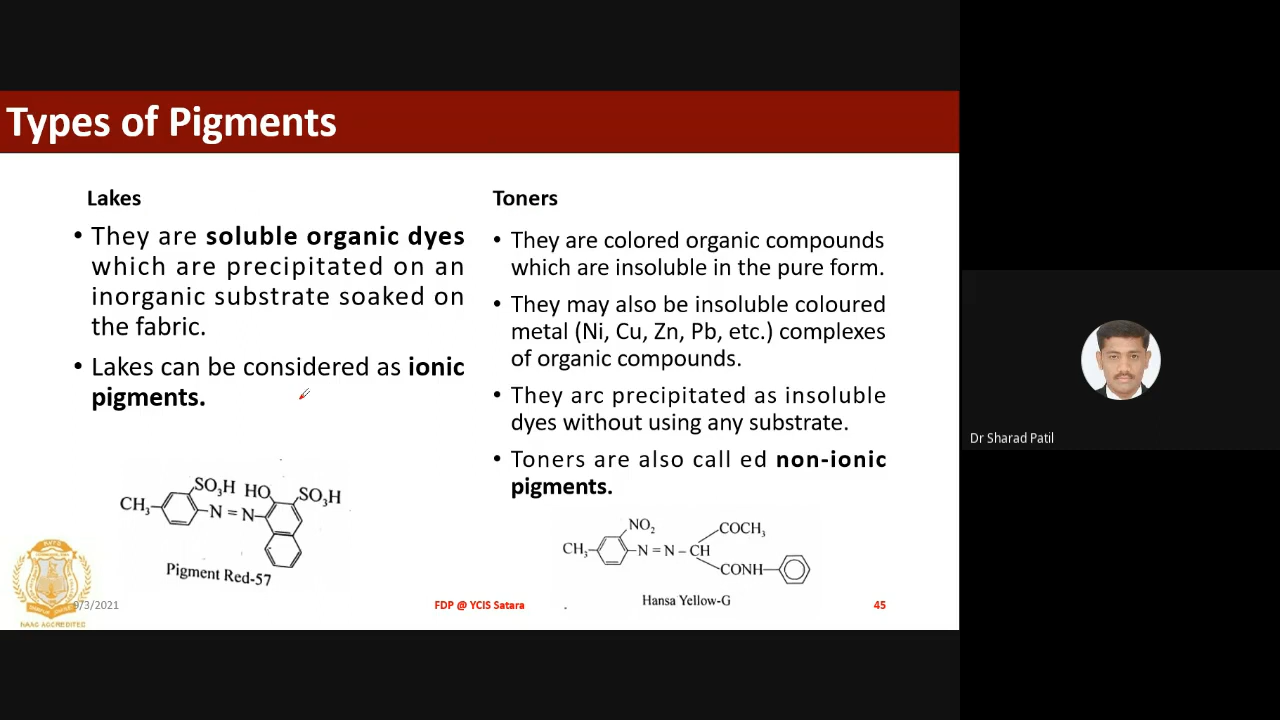 Types of Pigments
Lakes
• They are soluble organic dyes
which are precipitated on an
inorganic substrate soaked on
the fabric.
• Lakes can be considered as ionic
pigments.
SO₃H HO SO₃H
CH₃ N = N
Pigment Red-57
Toners
• They are colored organic compounds
which are insoluble in the pure form.
• They may also be insoluble coloured
metal (Ni, Cu, Zn, Pb, etc.) complexes
of organic compounds.
• They arc precipitated as insoluble
dyes without using any substrate.
• Toners are also call ed non-ionic
pigments.
NO₂ COCH₃
CH₃ N = N – CH
CONH
Hansa Yellow-G
9/3/2021
FDP @ YCIS Satara
45
NAAC ACCREDITED
Dr Sharad Patil